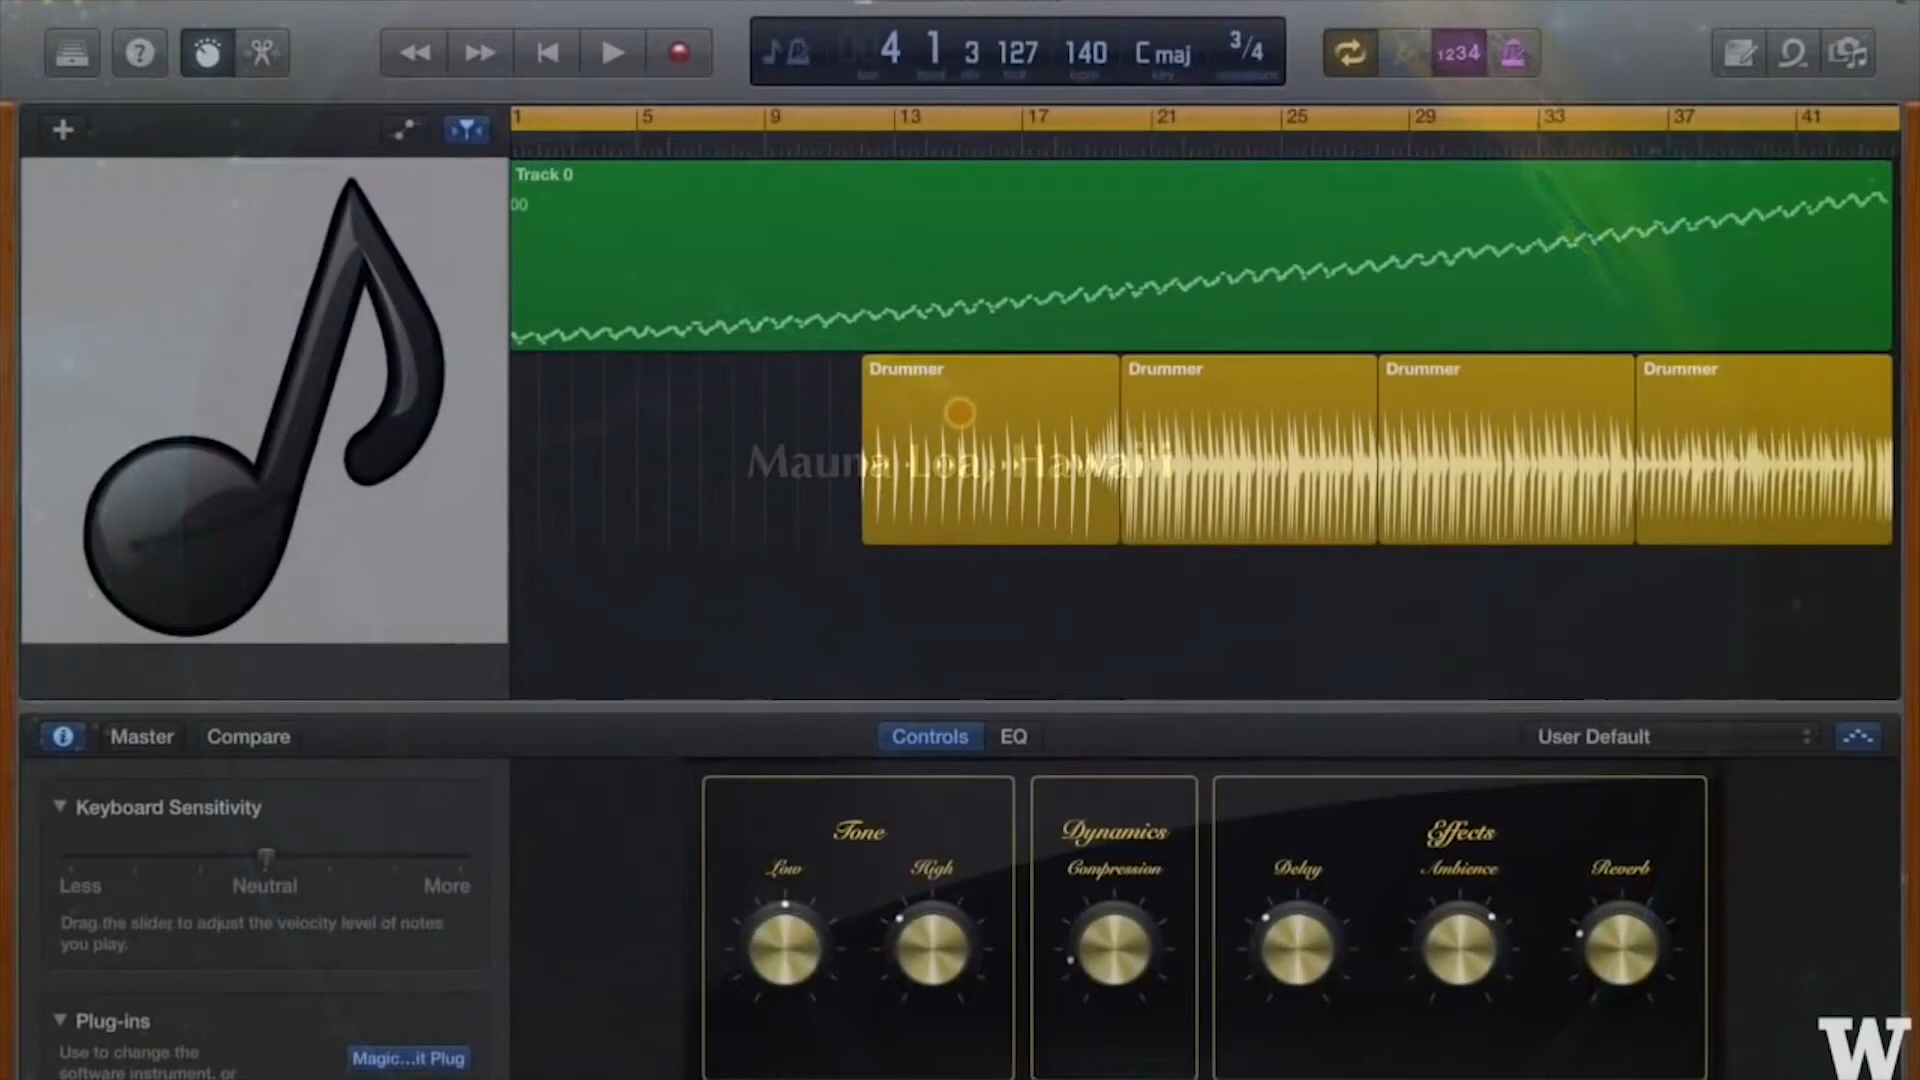 4 1 3 127 140 C maj 3/4
1234
1 5 9 13 17 21 25 29 33 37 41
Track 0
00
Drummer Drummer Drummer Drummer
Mauna Loa, Hawai'i
Master Compare Controls EQ User Default
Keyboard Sensitivity
Less Neutral More
Drag the slider to adjust the velocity level of notes
you play.
Plug-ins
Use to change the
software instrument, or
Magic...it Plug
Tone
Low High
Dynamics
Compression
Effects
Delay Ambience Reverb
W